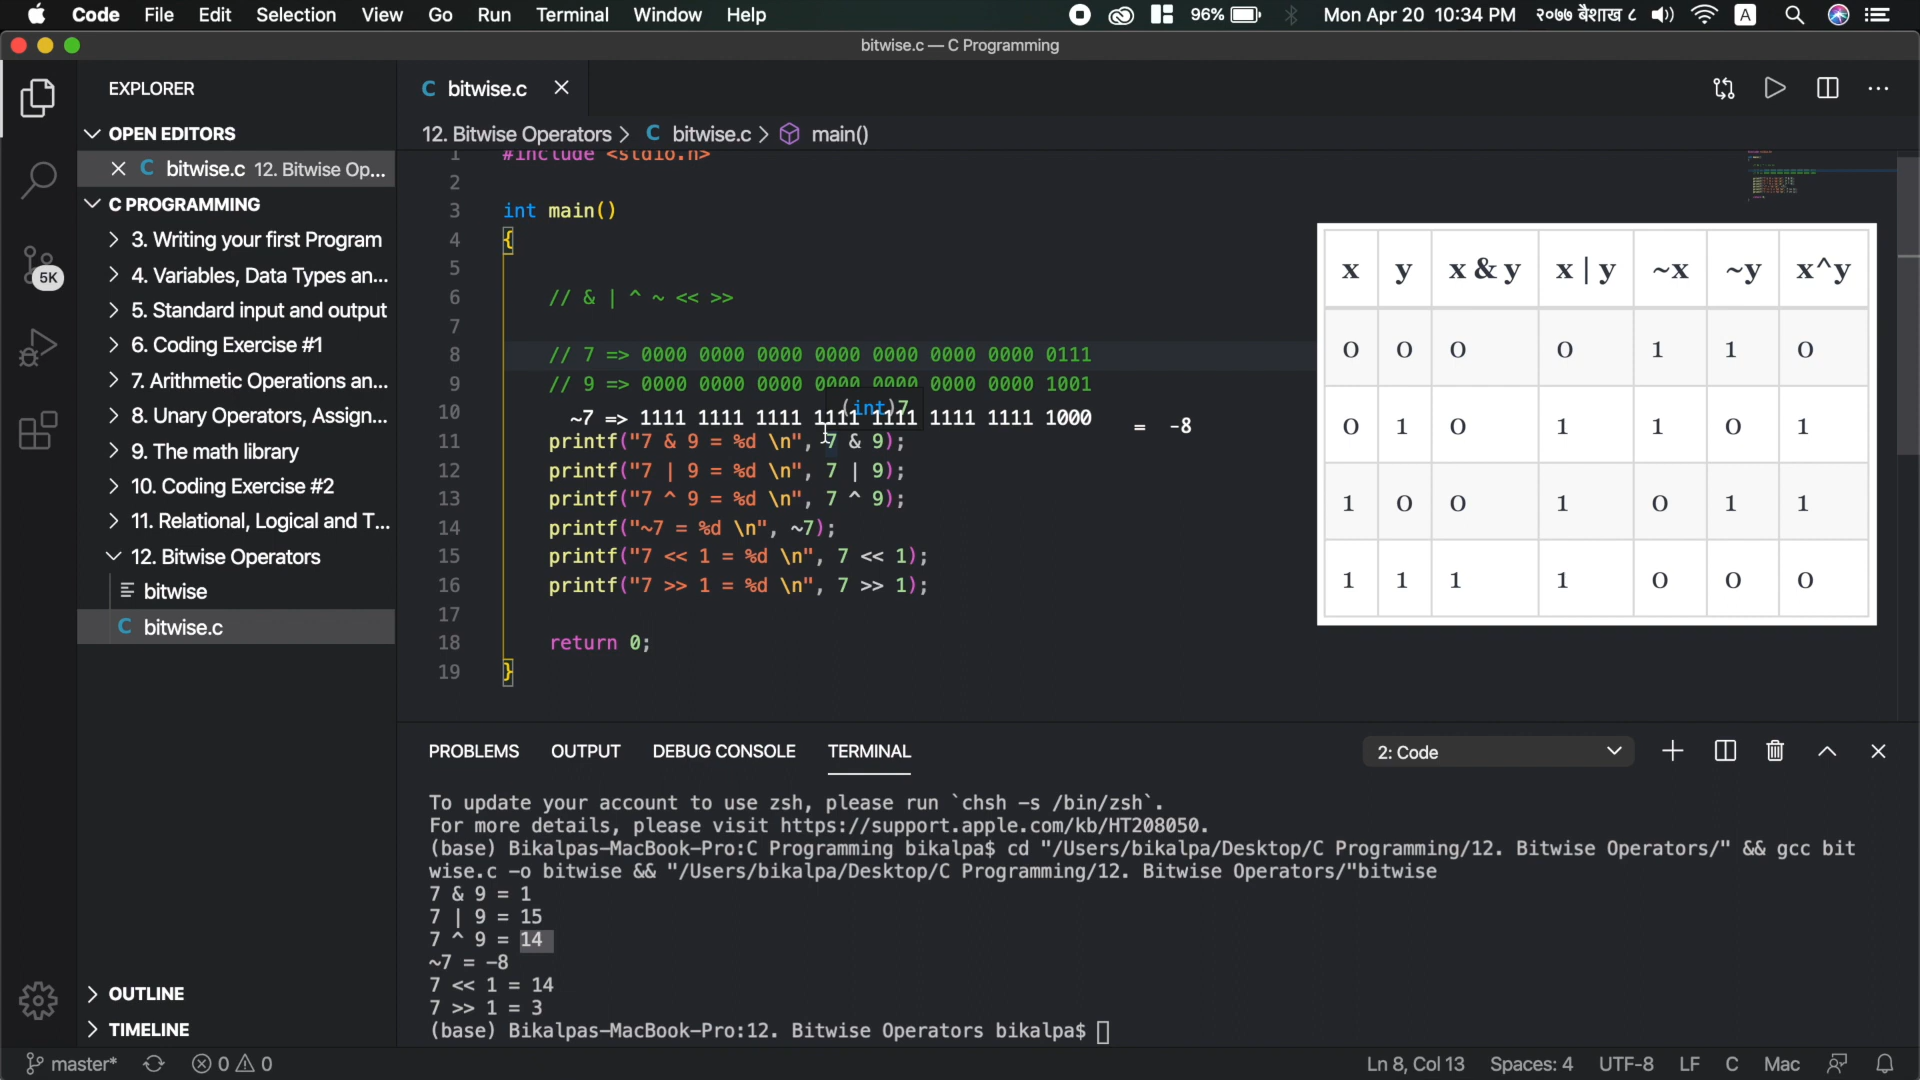 Code File Edit Selection View Go Run Terminal Window Help 96% Mon Apr 20 10:34 PM २०७७ बैशाख ८ A
bitwise.c — C Programming
EXPLORER
OPEN EDITORS
C bitwise.c 12. Bitwise Op...
C PROGRAMMING
3. Writing your first Program
4. Variables, Data Types an...
5. Standard input and output
5K
6. Coding Exercise #1
7. Arithmetic Operations an...
8. Unary Operators, Assign...
9. The math library
10. Coding Exercise #2
11. Relational, Logical and T...
12. Bitwise Operators
bitwise
C bitwise.c
OUTLINE
TIMELINE
C bitwise.c
12. Bitwise Operators > C bitwise.c > main()
1 #include <stdio.h>
2
3 int main()
4 {
5
6 // & | ^ ~ << >>
7
8 // 7 => 0000 0000 0000 0000 0000 0000 0000 0111
9 // 9 => 0000 0000 0000 0000 0000 0000 0000 1001
(int)7
10 ~7 => 1111 1111 1111 1111 1111 1111 1111 1000 = -8
11 printf("7 & 9 = %d \n", 7 & 9);
12 printf("7 | 9 = %d \n", 7 | 9);
13 printf("7 ^ 9 = %d \n", 7 ^ 9);
14 printf("~7 = %d \n", ~7);
15 printf("7 << 1 = %d \n", 7 << 1);
16 printf("7 >> 1 = %d \n", 7 >> 1);
17
18 return 0;
19 }
x y x & y x | y ~x ~y x^y
0 0 0 0 1 1 0
0 1 0 1 1 0 1
1 0 0 1 0 1 1
1 1 1 1 0 0 0
PROBLEMS OUTPUT DEBUG CONSOLE TERMINAL 2: Code
To update your account to use zsh, please run `chsh -s /bin/zsh`.
For more details, please visit https://support.apple.com/kb/HT208050.
(base) Bikalpas-MacBook-Pro:C Programming bikalpa$ cd "/Users/bikalpa/Desktop/C Programming/12. Bitwise Operators/" && gcc bit
wise.c -o bitwise && "/Users/bikalpa/Desktop/C Programming/12. Bitwise Operators/"bitwise
7 & 9 = 1
7 | 9 = 15
7 ^ 9 = 14
~7 = -8
7 << 1 = 14
7 >> 1 = 3
(base) Bikalpas-MacBook-Pro:12. Bitwise Operators bikalpa$
master* 0 0 Ln 8, Col 13 Spaces: 4 UTF-8 LF C Mac